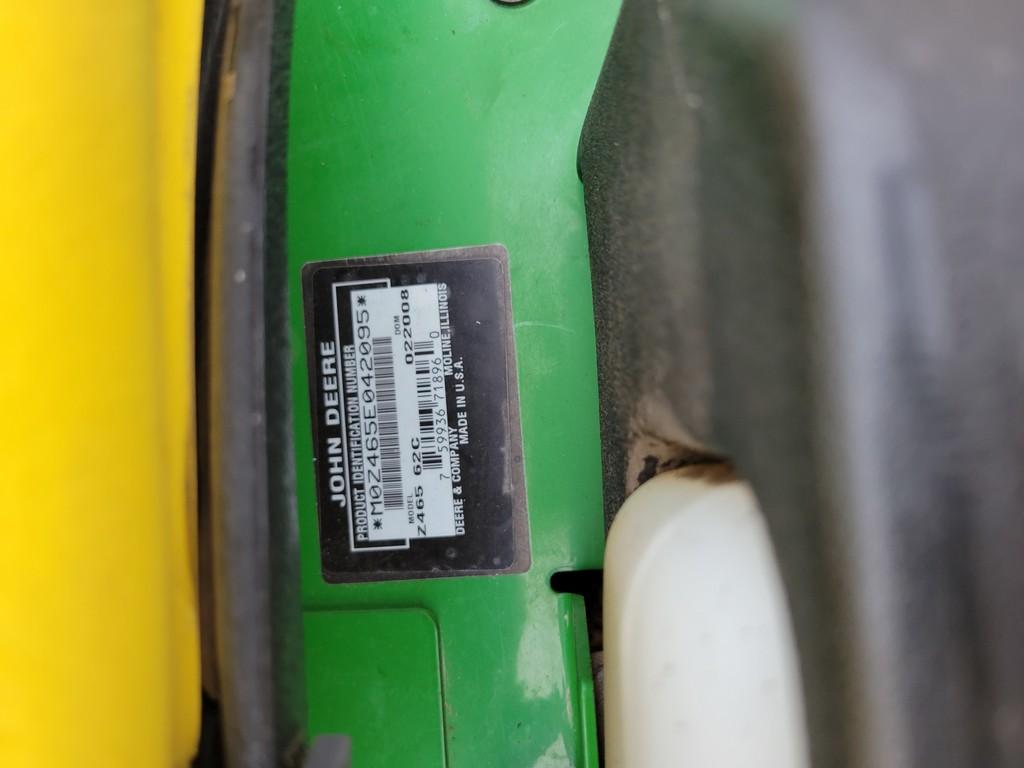 JOHN DEERE
PRODUCT IDENTIFICATION NUMBER
*M0Z465E042095*
MODEL DOM
Z465 62C 022008
7 59936 71896 0
DEERE & COMPANY MOLINE, ILLINOIS
MADE IN U.S.A.